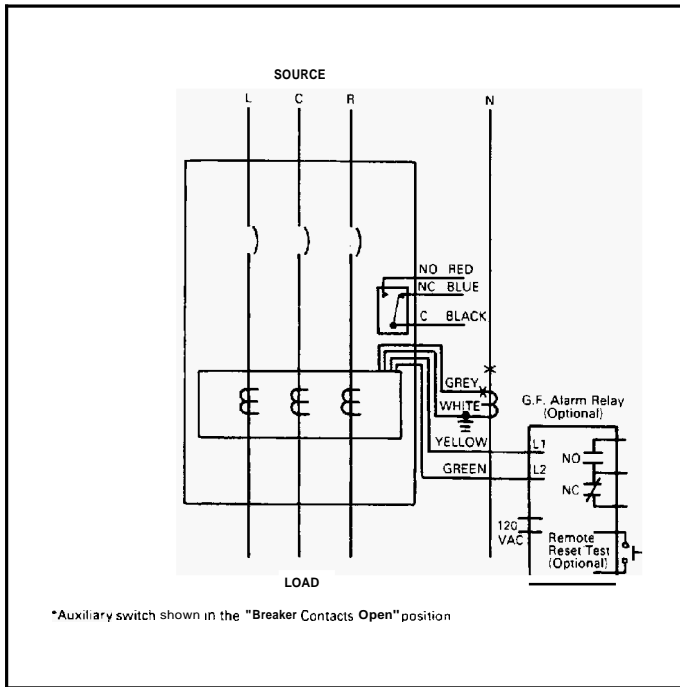 SOURCE
L C R N
NO RED
NC BLUE
C BLACK
GREY
WHITE
G.F. Alarm Relay
(Optional)
YELLOW
L1
NO
GREEN
L2
NC
120
VAC
Remote
Reset Test
(Optional)
LOAD
*Auxiliary switch shown in the "Breaker Contacts Open" position